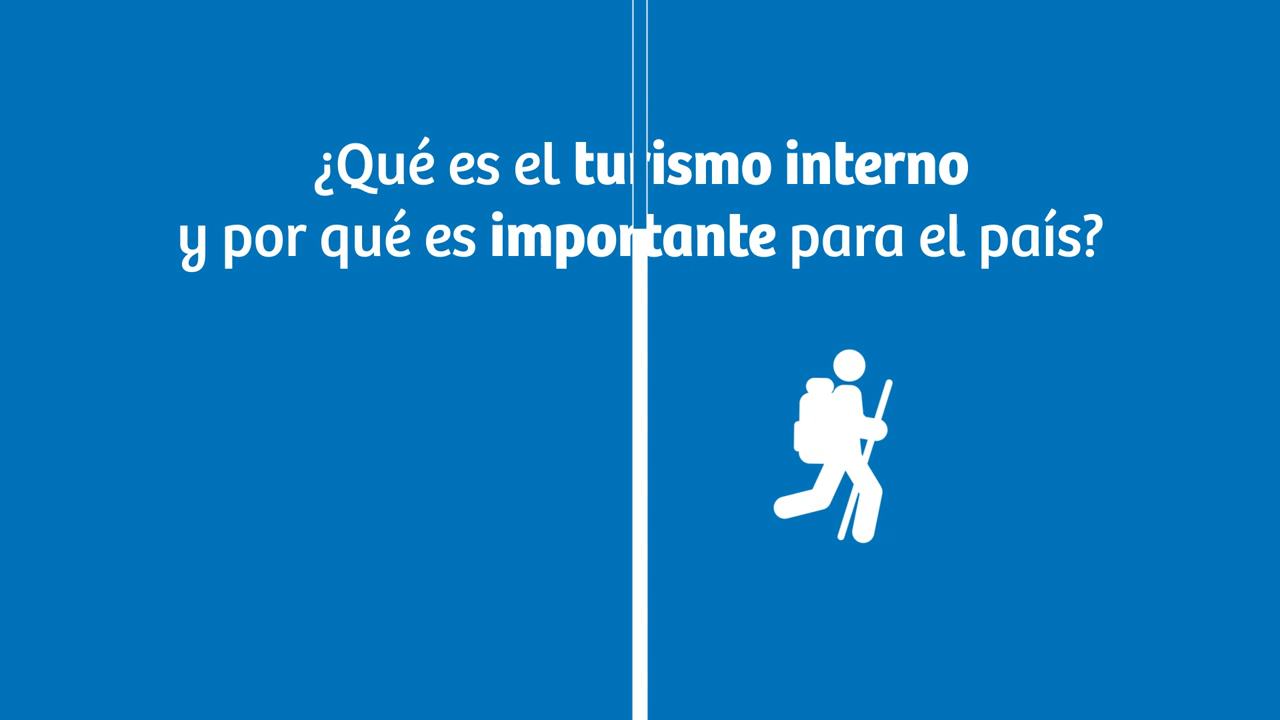 ¿Qué es el turismo interno
y por qué es importante para el país?